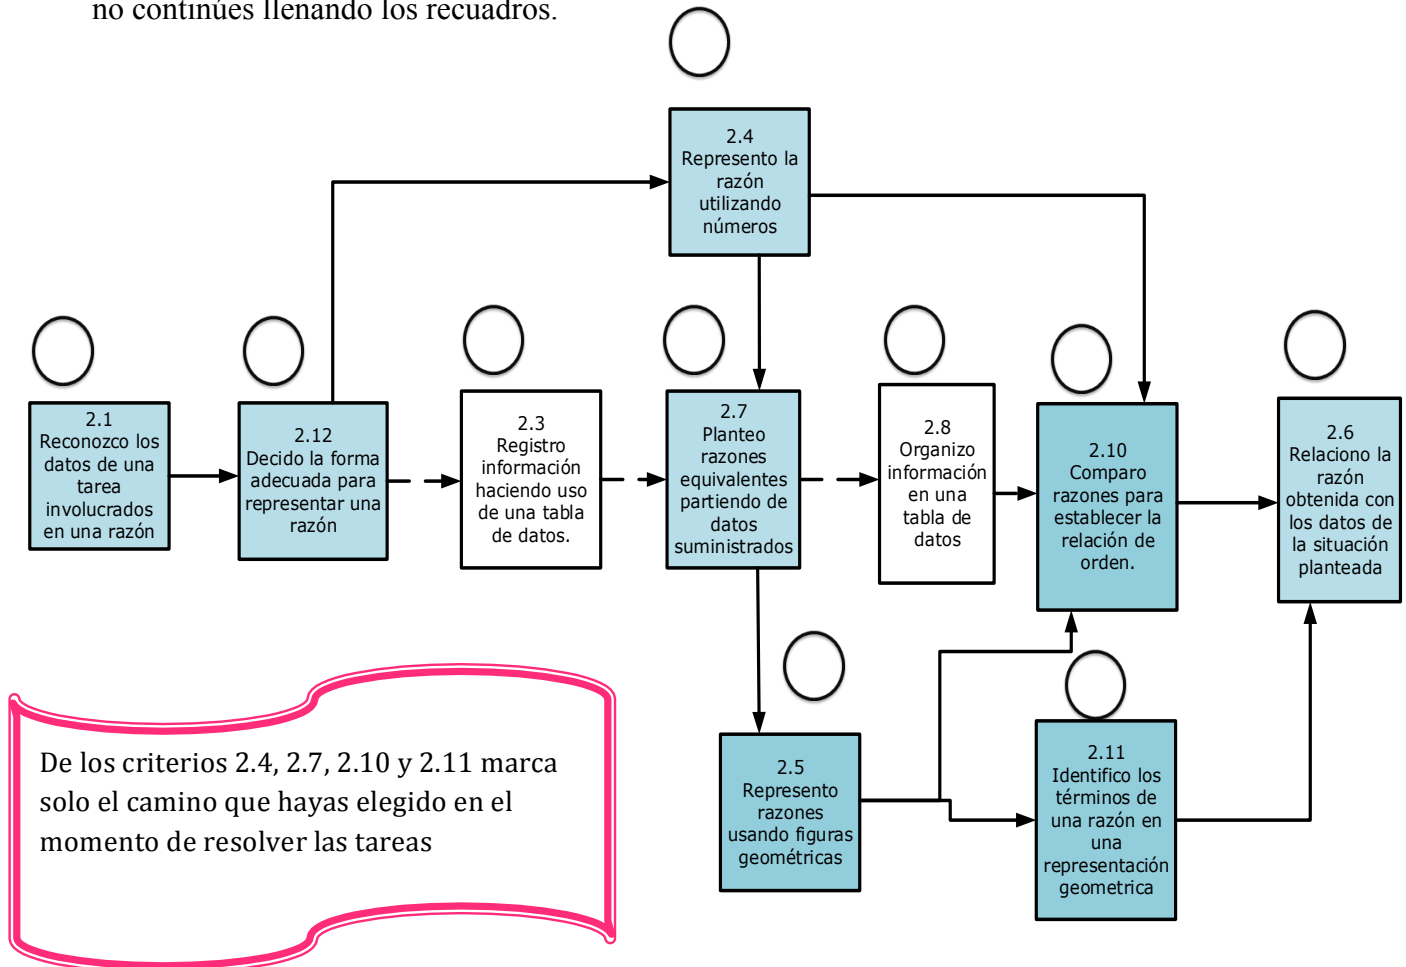 no continúes llenando los recuadros.
2.4
Represento la
razón
utilizando
números
2.1
Reconozco los
datos de una
tarea
involucrados
en una razón
2.12
Decido la forma
adecuada para
representar una
razón
2.3
Registro
información
haciendo uso
de una tabla
de datos.
2.7
Planteo
razones
equivalentes
partiendo de
datos
suministrados
2.8
Organizo
información
en una
tabla de
datos
2.10
Comparo
razones para
establecer la
relación de
orden.
2.6
Relaciono la
razón
obtenida con
los datos de
la situación
planteada
De los criterios 2.4, 2.7, 2.10 y 2.11 marca
solo el camino que hayas elegido en el
momento de resolver las tareas
2.5
Represento
razones
usando figuras
geométricas
2.11
Identifico los
términos de
una razón en
una
representación
geometrica